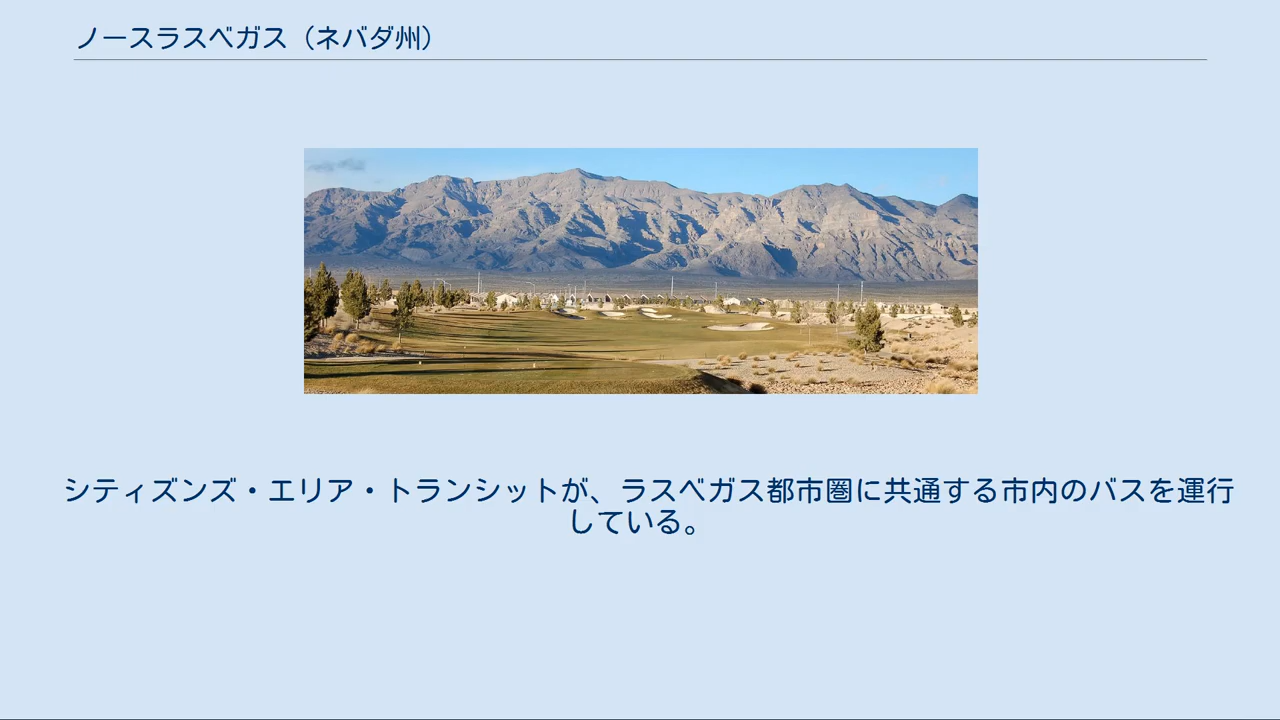 ノースラスベガス（ネバダ州）
シティズンズ・エリア・トランシットが、ラスベガス都市圏に共通する市内のバスを運行
している。